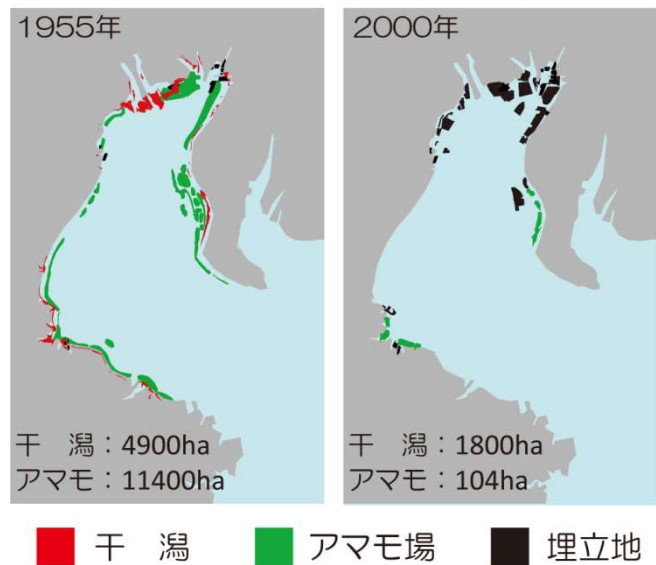 1955年
干　潟：4900ha
アマモ：11400ha
2000年
干　潟：1800ha
アマモ：104ha
干　潟
アマモ場
埋立地